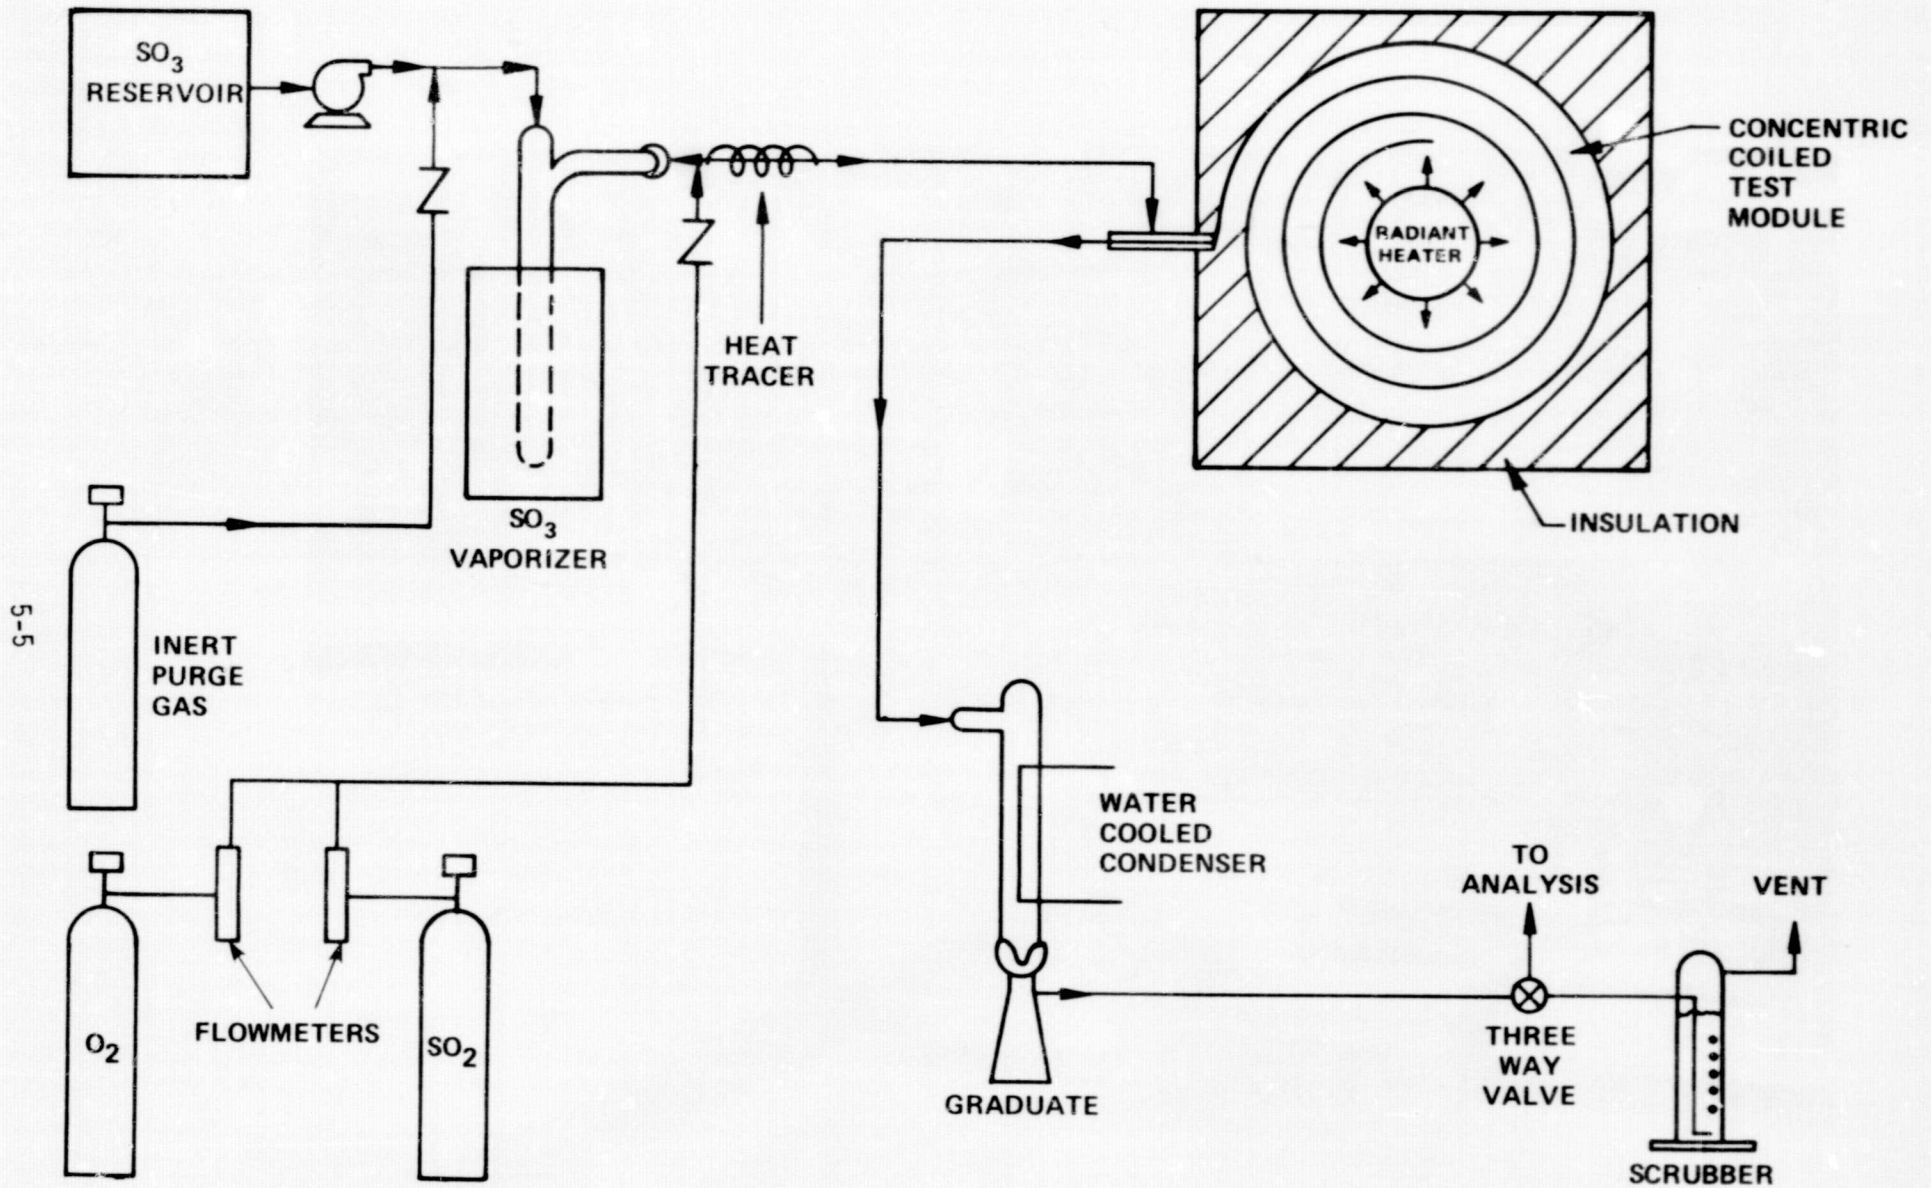 SO3
RESERVOIR
CONCENTRIC
COILED
TEST
MODULE
RADIANT
HEATER
HEAT
TRACER
INSULATION
SO3
VAPORIZER
5-5
INERT
PURGE
GAS
WATER
COOLED
CONDENSER
TO
ANALYSIS
VENT
FLOWMETERS
O2
SO2
GRADUATE
THREE
WAY
VALVE
SCRUBBER